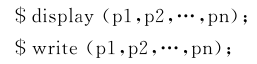 $ display (p1,p2,⋯,pn);
$ write (p1,p2,⋯,pn);